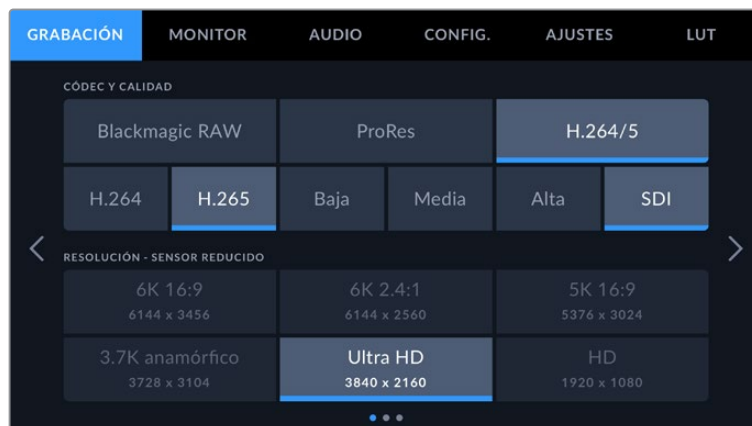 GRABACIÓN MONITOR AUDIO CONFIG. AJUSTES LUT
CÓDEC Y CALIDAD
Blackmagic RAW ProRes H.264/5
H.264 H.265 Baja Media Alta SDI
RESOLUCIÓN - SENSOR REDUCIDO
6K 16:9 6K 2.4:1 5K 16:9
6144 x 3456 6144 x 2560 5376 x 3024
3.7K anamórfico Ultra HD HD
3728 x 3104 3840 x 2160 1920 x 1080